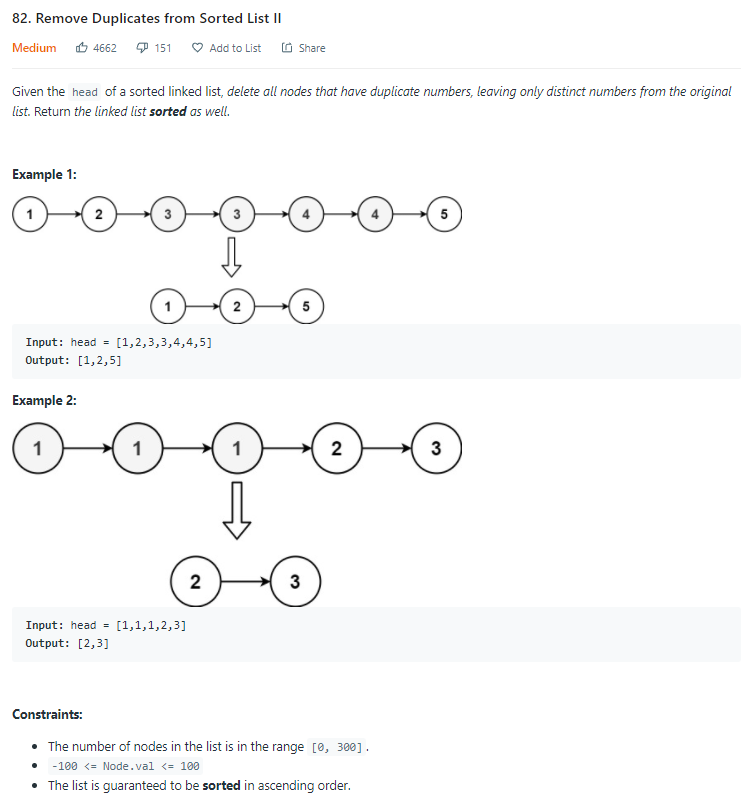 82. Remove Duplicates from Sorted List II
Medium 4662 151 Add to List Share
Given the head of a sorted linked list, delete all nodes that have duplicate numbers, leaving only distinct numbers from the original
list. Return the linked list sorted as well.
Example 1:
1 2 3 3 4 4 5
1 2 5
Input: head = [1,2,3,3,4,4,5]
Output: [1,2,5]
Example 2:
1 1 1 2 3
2 3
Input: head = [1,1,1,2,3]
Output: [2,3]
Constraints:
• The number of nodes in the list is in the range [0, 300].
• -100 <= Node.val <= 100
• The list is guaranteed to be sorted in ascending order.